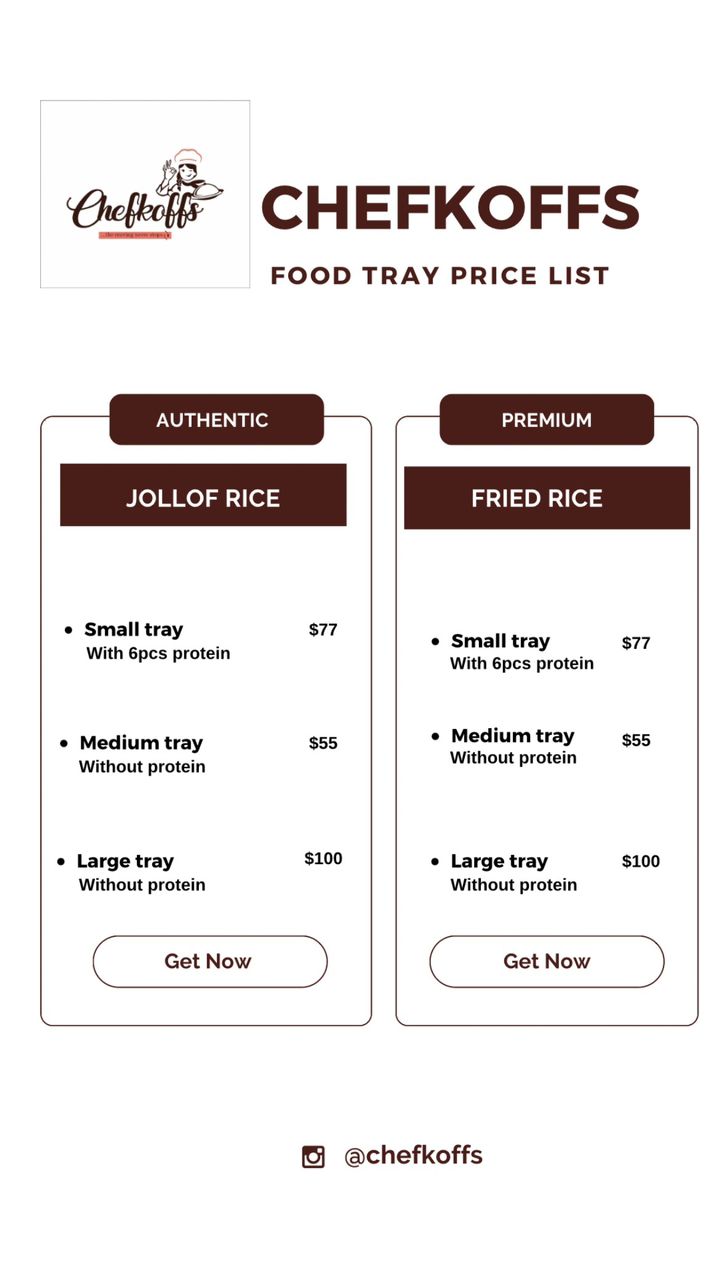 Chefkoffs
CHEFKOFFS
FOOD TRAY PRICE LIST
AUTHENTIC
JOLLOF RICE
• Small tray $77
With 6pcs protein
• Medium tray $55
Without protein
• Large tray $100
Without protein
Get Now
PREMIUM
FRIED RICE
• Small tray $77
With 6pcs protein
• Medium tray $55
Without protein
• Large tray $100
Without protein
Get Now
@chefkoffs